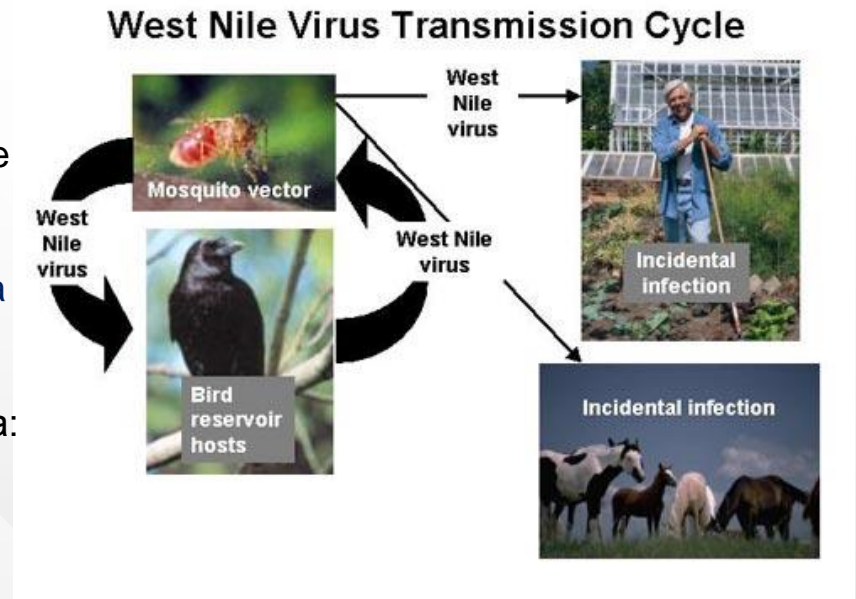 West Nile Virus Transmission Cycle
West
Nile
virus
e
Mosquito vector
West
Nile
virus
West Nile
virus
Incidental
infection
a
Bird
reservoir
hosts
Incidental infection
a: